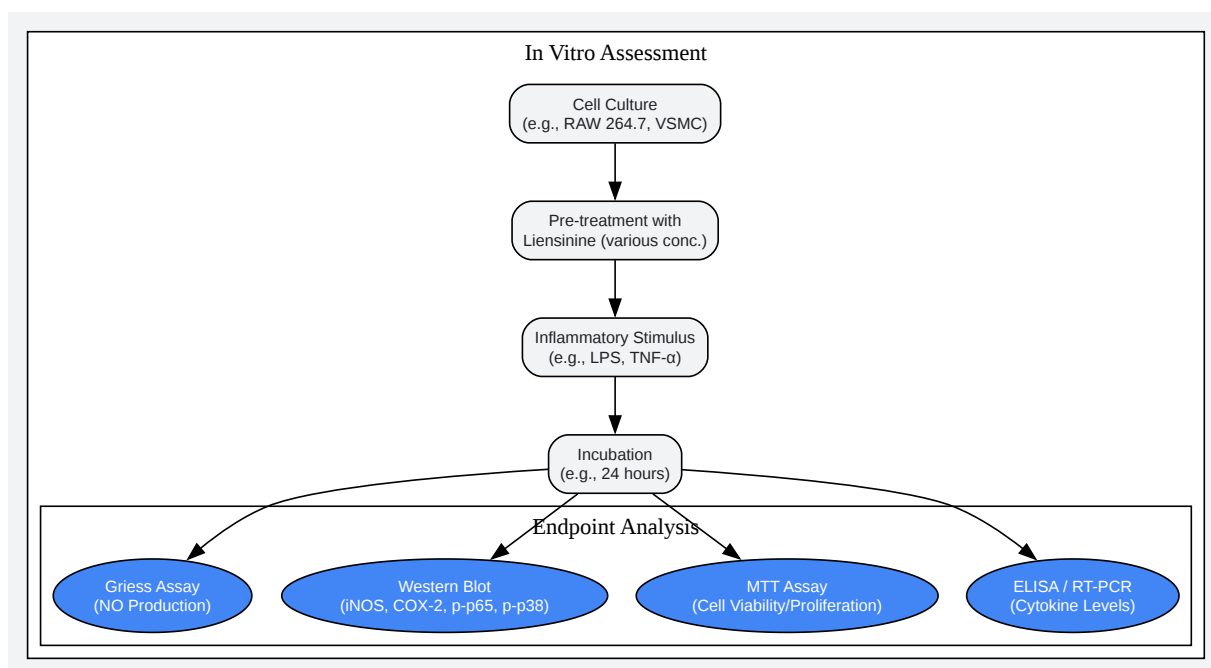 In Vitro Assessment
Cell Culture
(e.g., RAW 264.7, VSMC)
Pre-treatment with
Liensinine (various conc.)
Inflammatory Stimulus
(e.g., LPS, TNF-α)
Incubation
(e.g., 24 hours)
Endpoint Analysis
Griess Assay
(NO Production)
Western Blot
(iNOS, COX-2, p-p65, p-p38)
MTT Assay
(Cell Viability/Proliferation)
ELISA / RT-PCR
(Cytokine Levels)